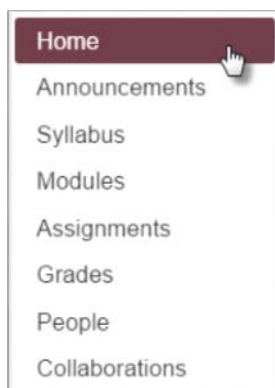 Home
Announcements
Syllabus
Modules
Assignments
Grades
People
Collaborations